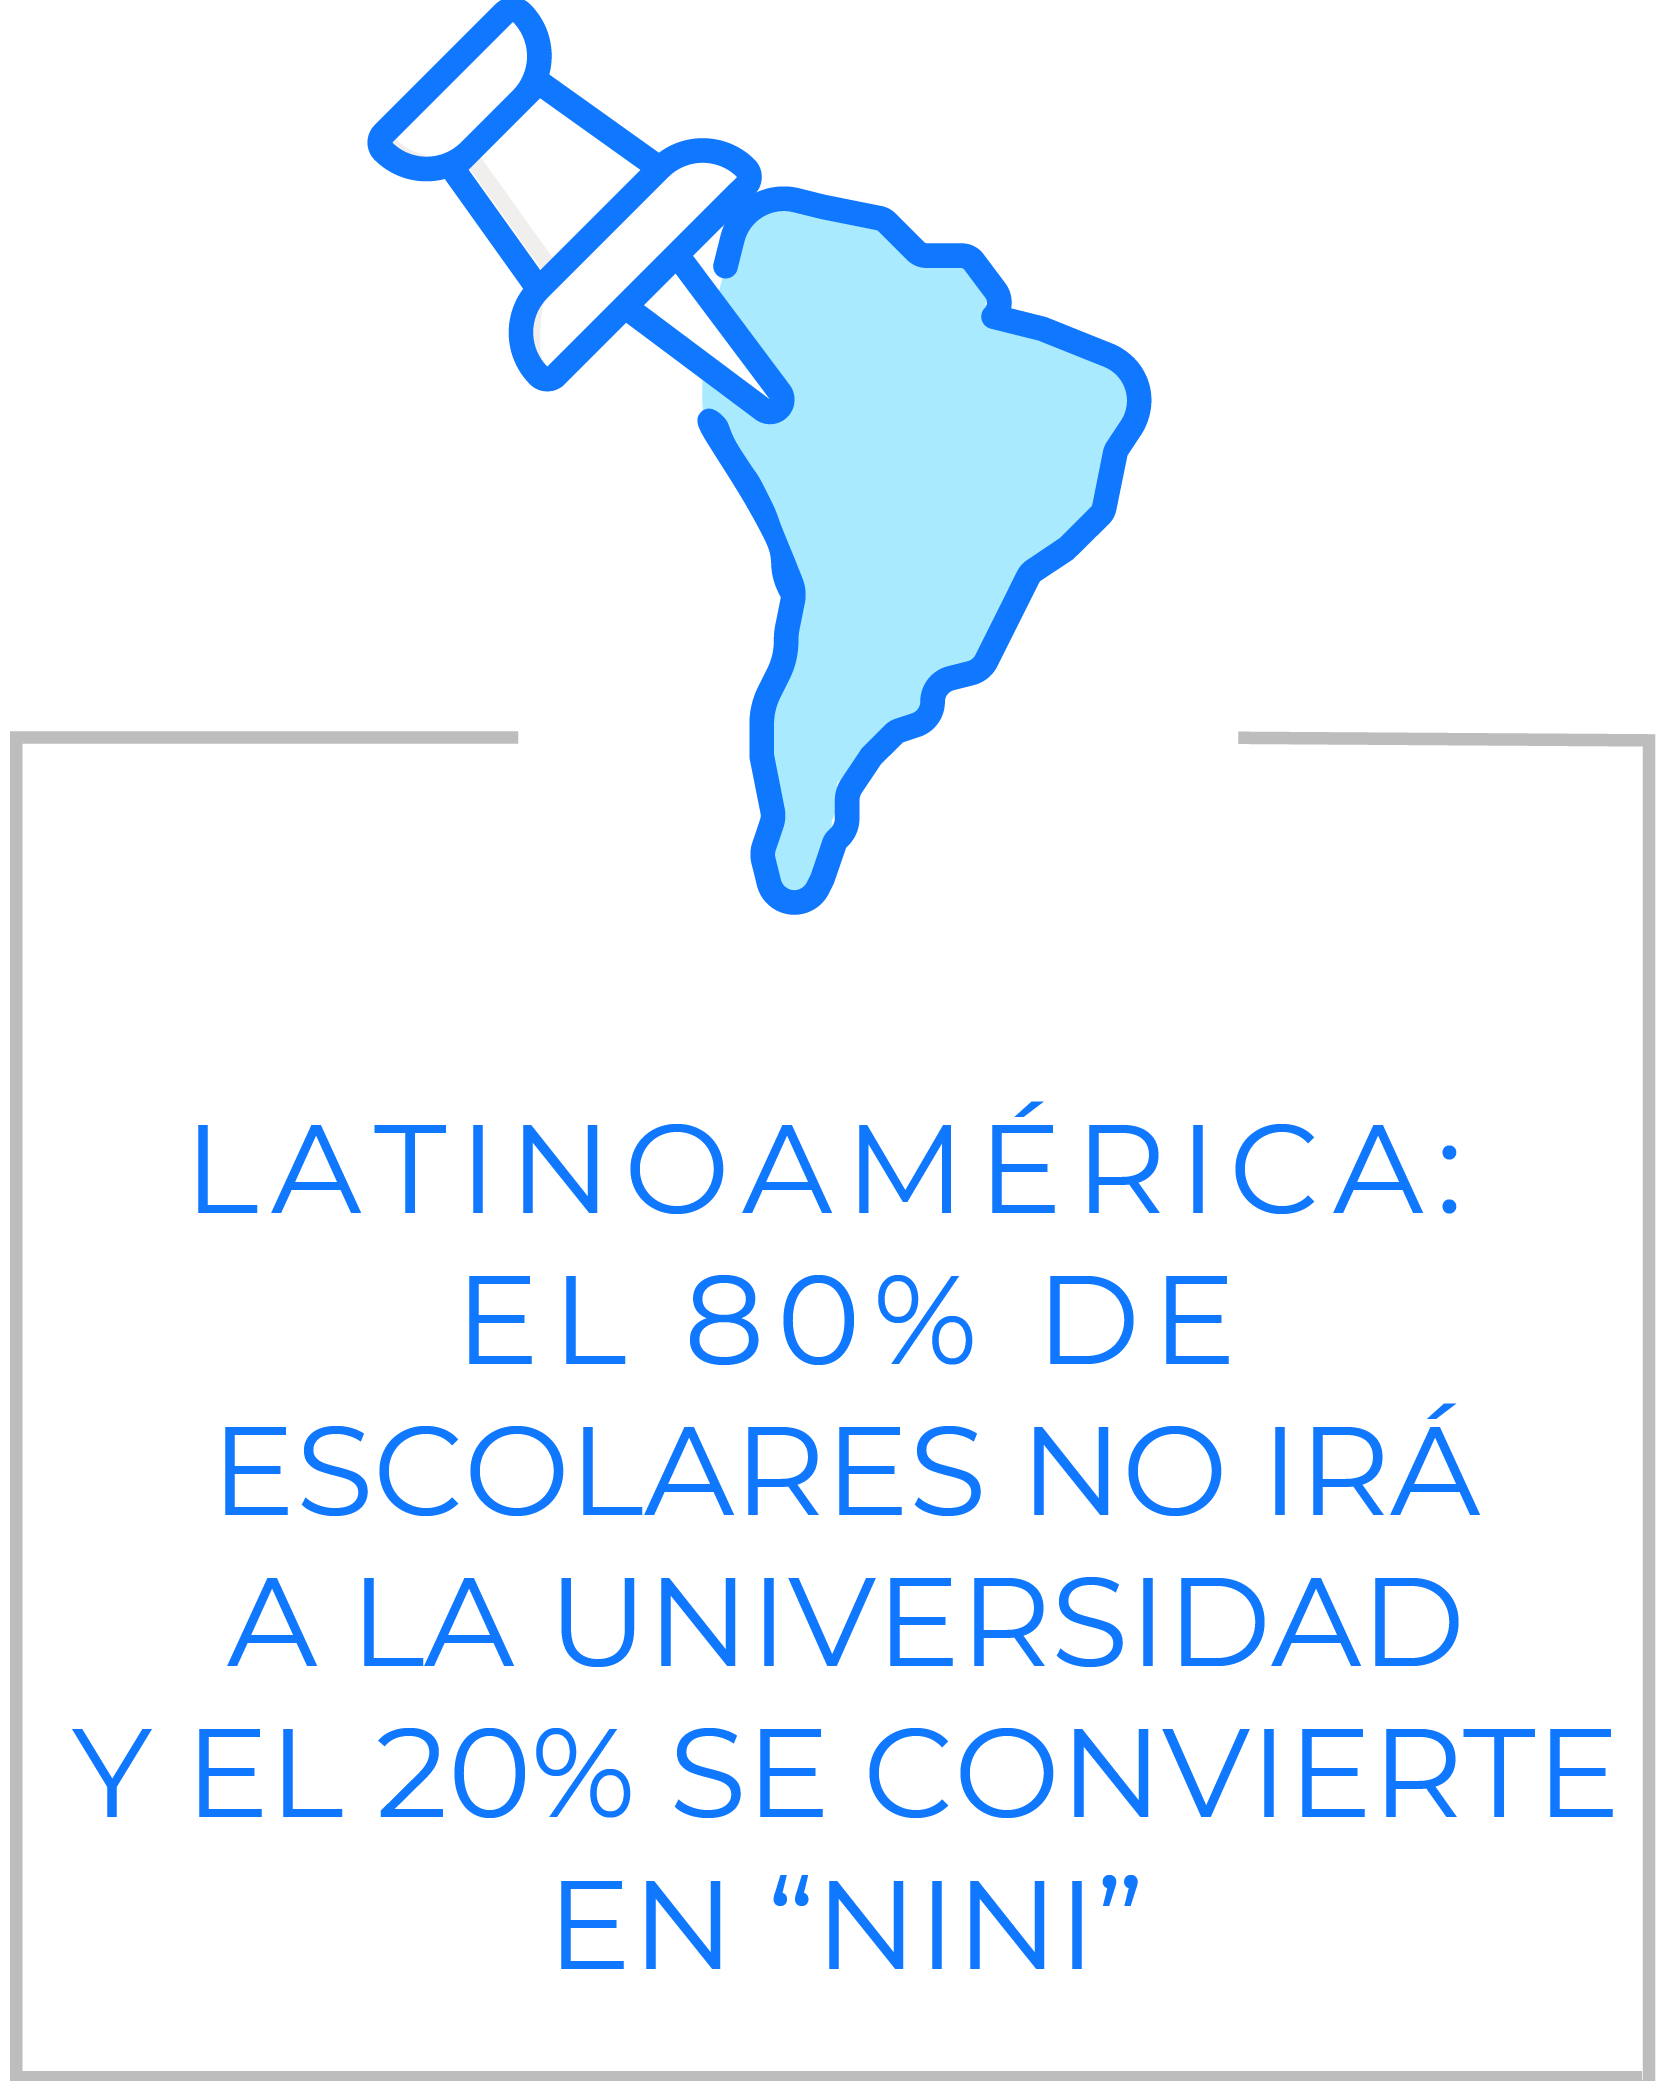 LATINOAMÉRICA:
EL 80% DE
ESCOLARES NO IRÁ
A LA UNIVERSIDAD
Y EL 20% SE CONVIERTE
EN “NINI”